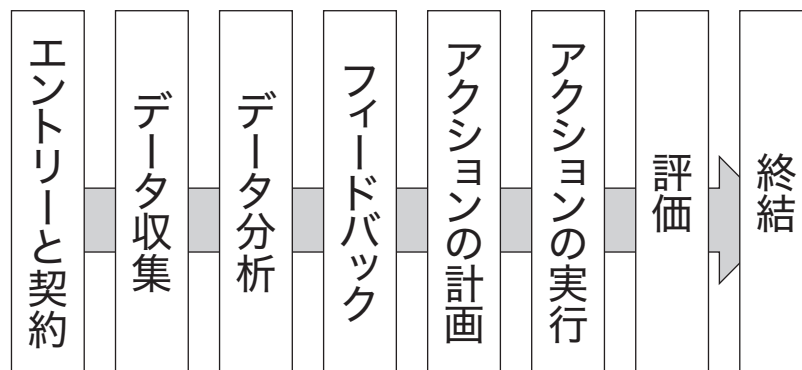 エントリーと契約
データ収集
データ分析
フィードバック
アクションの計画
アクションの実行
評価
終結